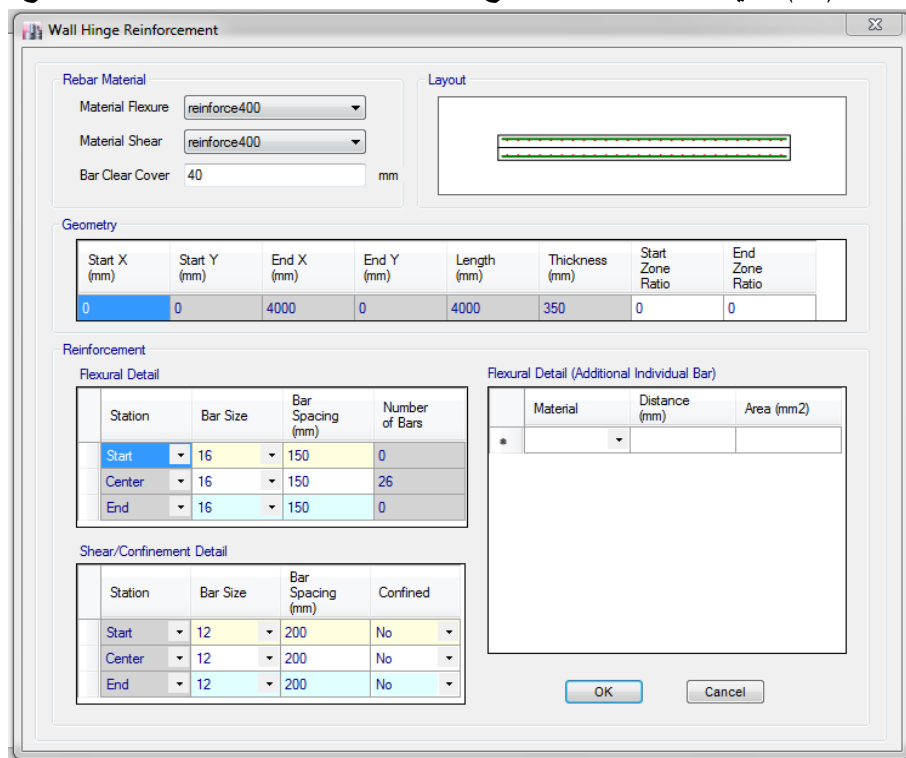 Wall Hinge Reinforcement
Rebar Material
Material Flexure reinforce400
Material Shear reinforce400
Bar Clear Cover 40 mm
Layout
Geometry
Start X (mm) Start Y (mm) End X (mm) End Y (mm) Length (mm) Thickness (mm) Start Zone Ratio End Zone Ratio
0 0 4000 0 4000 350 0 0
Reinforcement
Flexural Detail
Station Bar Size Bar Spacing (mm) Number of Bars
Start 16 150 0
Center 16 150 26
End 16 150 0
Shear/Confinement Detail
Station Bar Size Bar Spacing (mm) Confined
Start 12 200 No
Center 12 200 No
End 12 200 No
Flexural Detail (Additional Individual Bar)
Material Distance (mm) Area (mm2)
*
OK Cancel